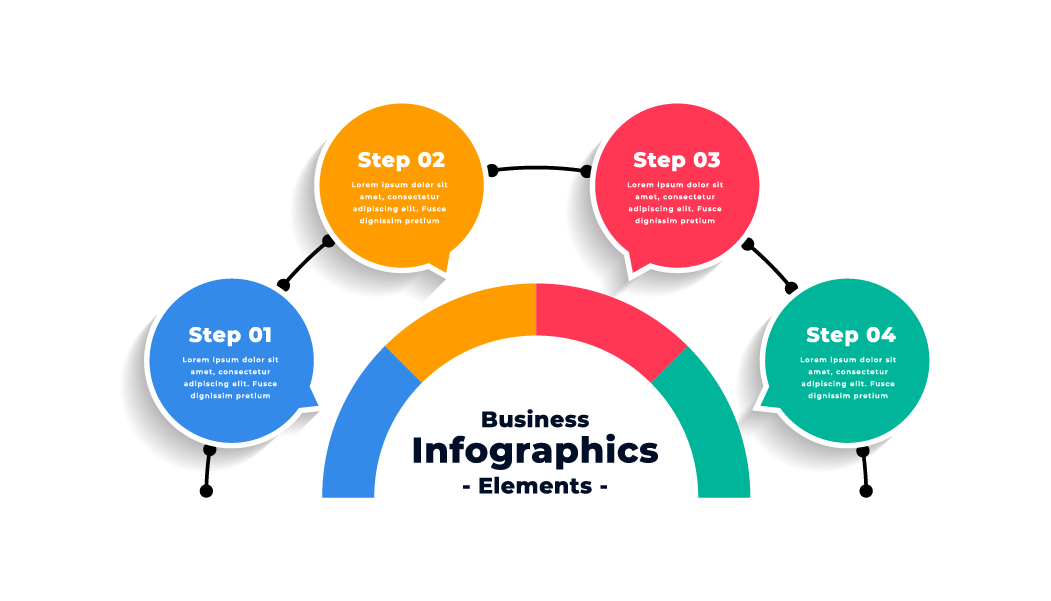 Step 01
Lorem ipsum dolor sit
amet, consectetur
adipiscing elit. Fusce
dignissim pretium
Step 02
Lorem ipsum dolor sit
amet, consectetur
adipiscing elit. Fusce
dignissim pretium
Step 03
Lorem ipsum dolor sit
amet, consectetur
adipiscing elit. Fusce
dignissim pretium
Step 04
Lorem ipsum dolor sit
amet, consectetur
adipiscing elit. Fusce
dignissim pretium
Business
Infographics
- Elements -